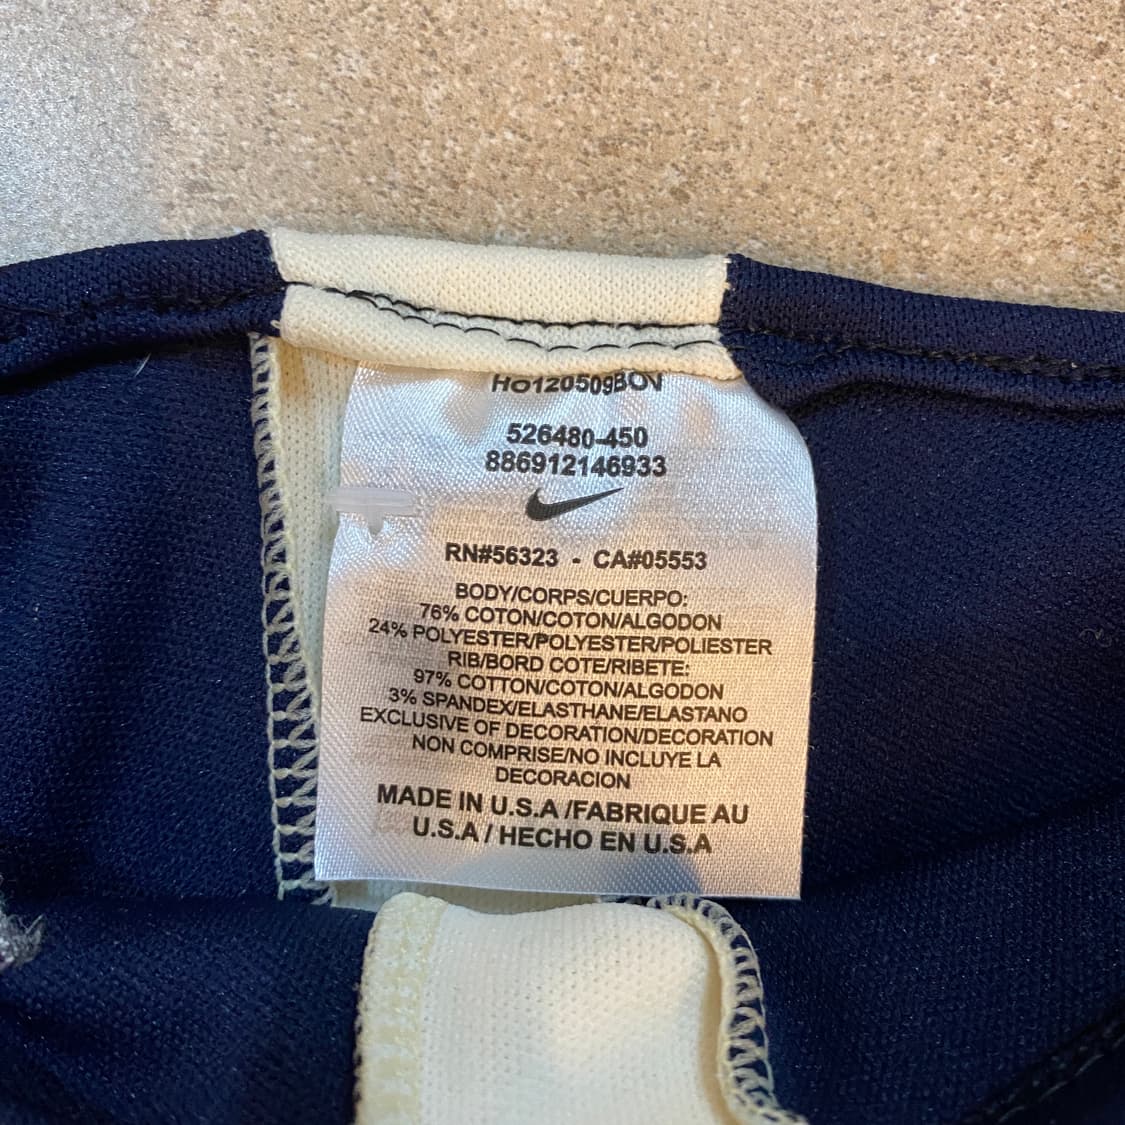 HO120509BOV
526480-450
886912146933
RN#56323 - CA#05553
BODY/CORPS/CUERPO:
76% COTON/COTON/ALGODON
24% POLYESTER/POLYESTER/POLIESTER
RIB/BORD COTE/RIBETE:
97% COTTON/COTON/ALGODON
3% SPANDEX/ELASTHANE/ELASTANO
EXCLUSIVE OF DECORATION/DECORATION
NON COMPRISE/NO INCLUYE LA
DECORACION
MADE IN U.S.A /FABRIQUE AU
U.S.A / HECHO EN U.S.A